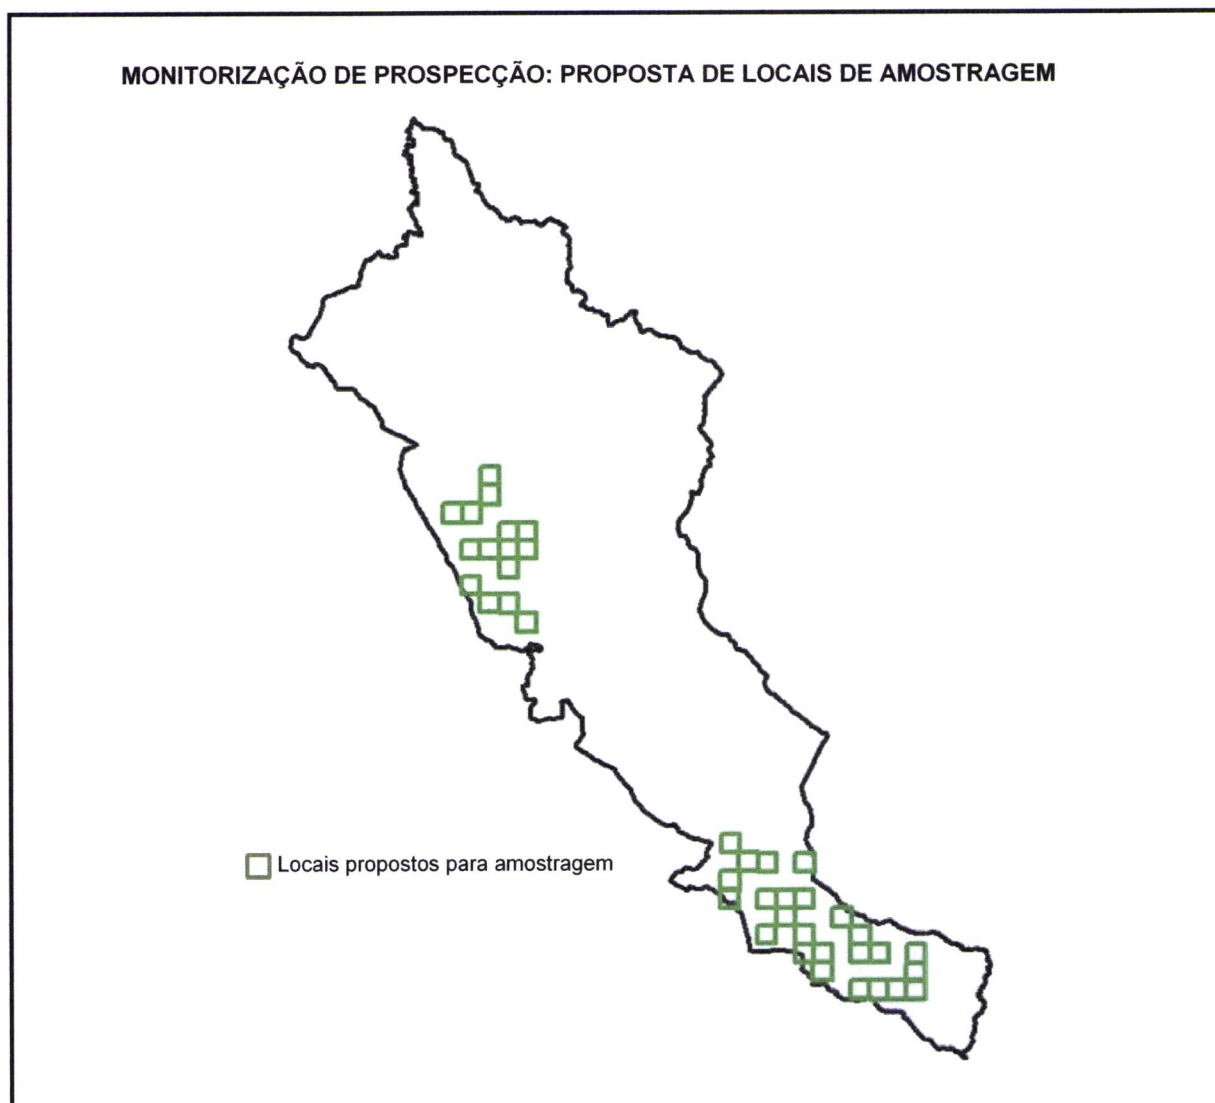 MONITORIZAÇÃO DE PROSPECÇÃO: PROPOSTA DE LOCAIS DE AMOSTRAGEM
Locais propostos para amostragem